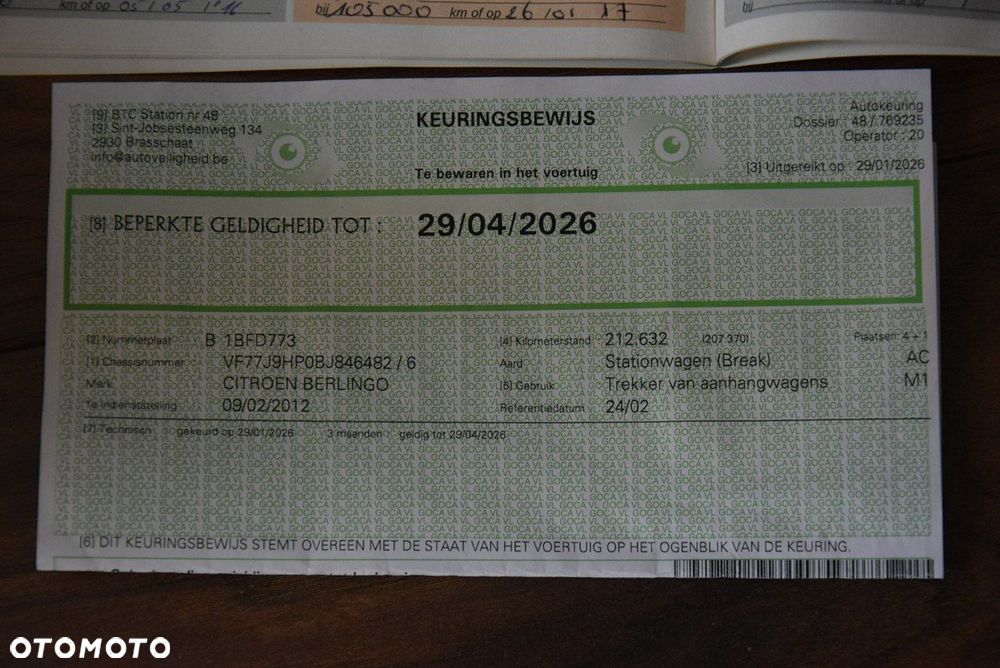 km of op 05/05/'16
bij 105 000 km of op 26/01 17
bij
[9] BTC Station nr 48
[3] Sint-Jobsesteenweg 134
2930 Brasschaat
info@autoveiligheid.be
KEURINGSBEWIJS
Te bewaren in het voertuig
Autokeuring
Dossier : 48 / 769235
Operator : 20
[3] Uitgereikt op : 29/01/2026
[8] BEPERKTE GELDIGHEID TOT : 29/04/2026
[2] Nummerplaat B 1BFD773 [4] Kilometerstand : 212.632 (207.370) Plaatsen: 4 + 1
[1] Chassisnummer VF77J9HP0BJ846482 / 6 Aard Stationwagen (Break) AC
Merk CITROEN BERLINGO [5] Gebruik Trekker van aanhangwagens M1
Te indienststelling 09/02/2012 Referentiedatum 24/02
[7] Technisch : gekeurd op 29/01/2026 3 maanden : geldig tot 29/04/2026
[6] DIT KEURINGSBEWIJS STEMT OVEREEN MET DE STAAT VAN HET VOERTUIG OP HET OGENBLIK VAN DE KEURING.
OTOMOTO